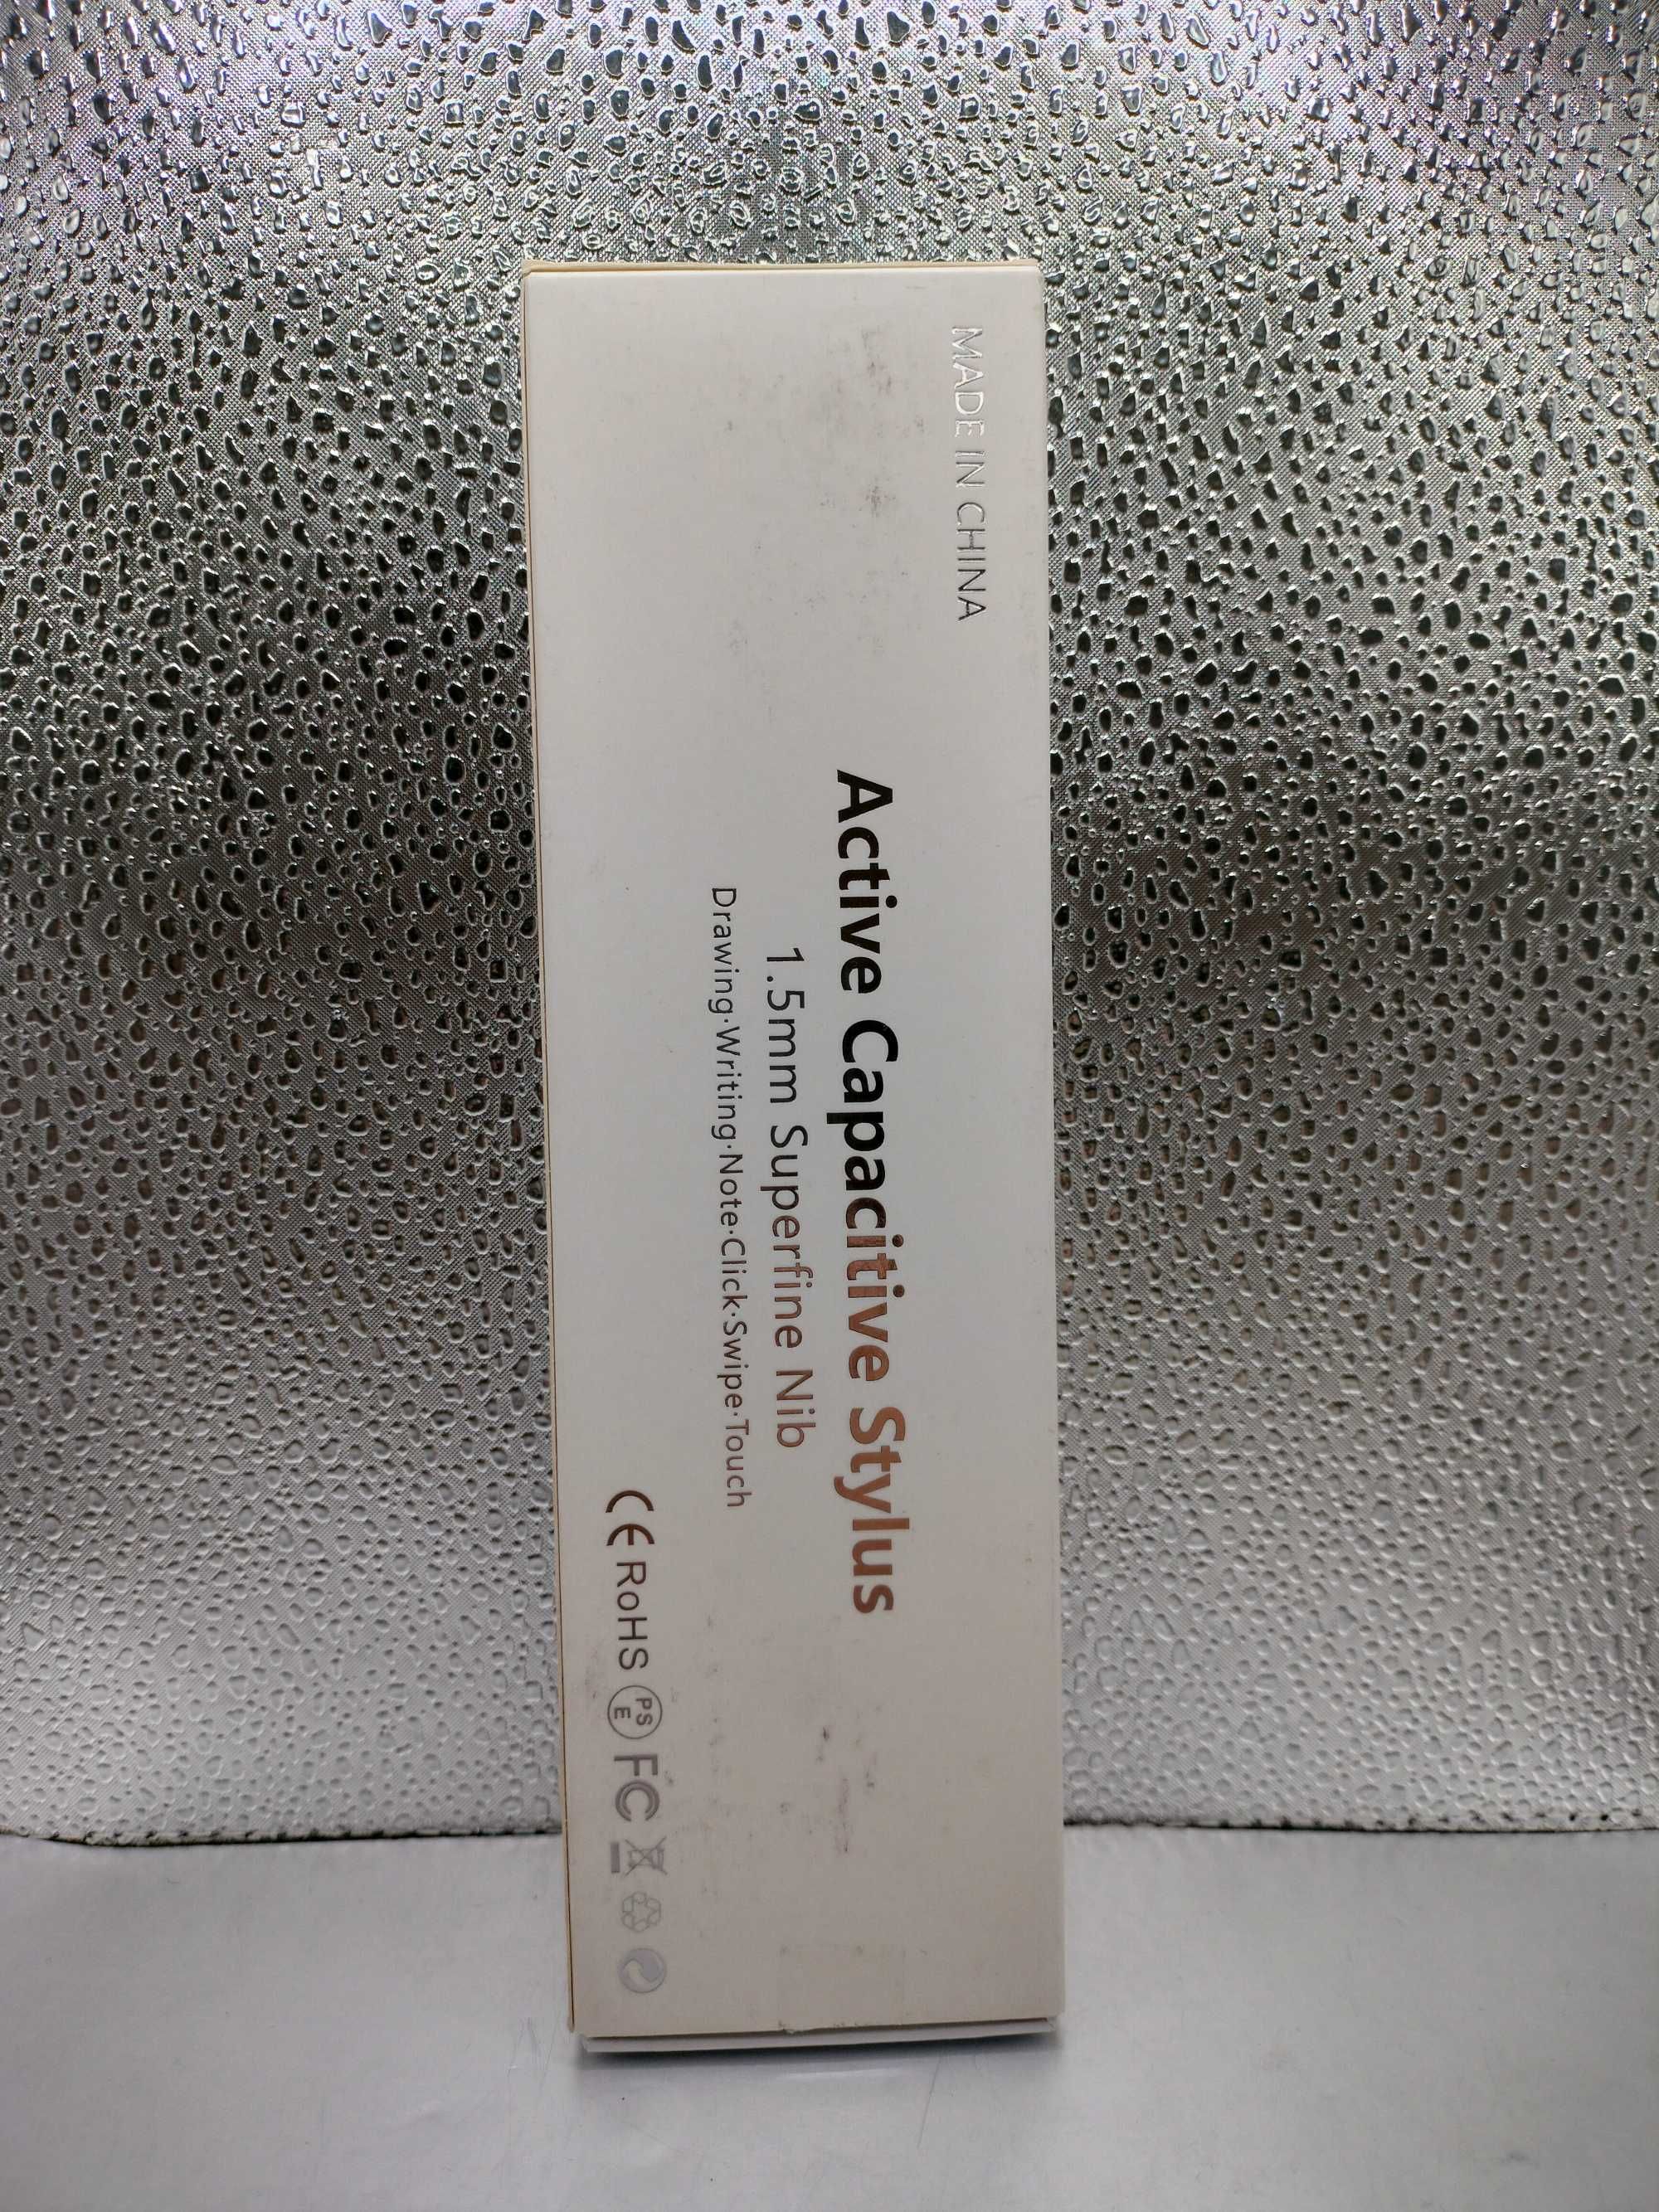 MADE IN CHINA
Active Capacitive Stylus
1.5mm Superfine Nib
Drawing·Writing·Note·Click·Swipe·Touch
CE RoHS PSE FC